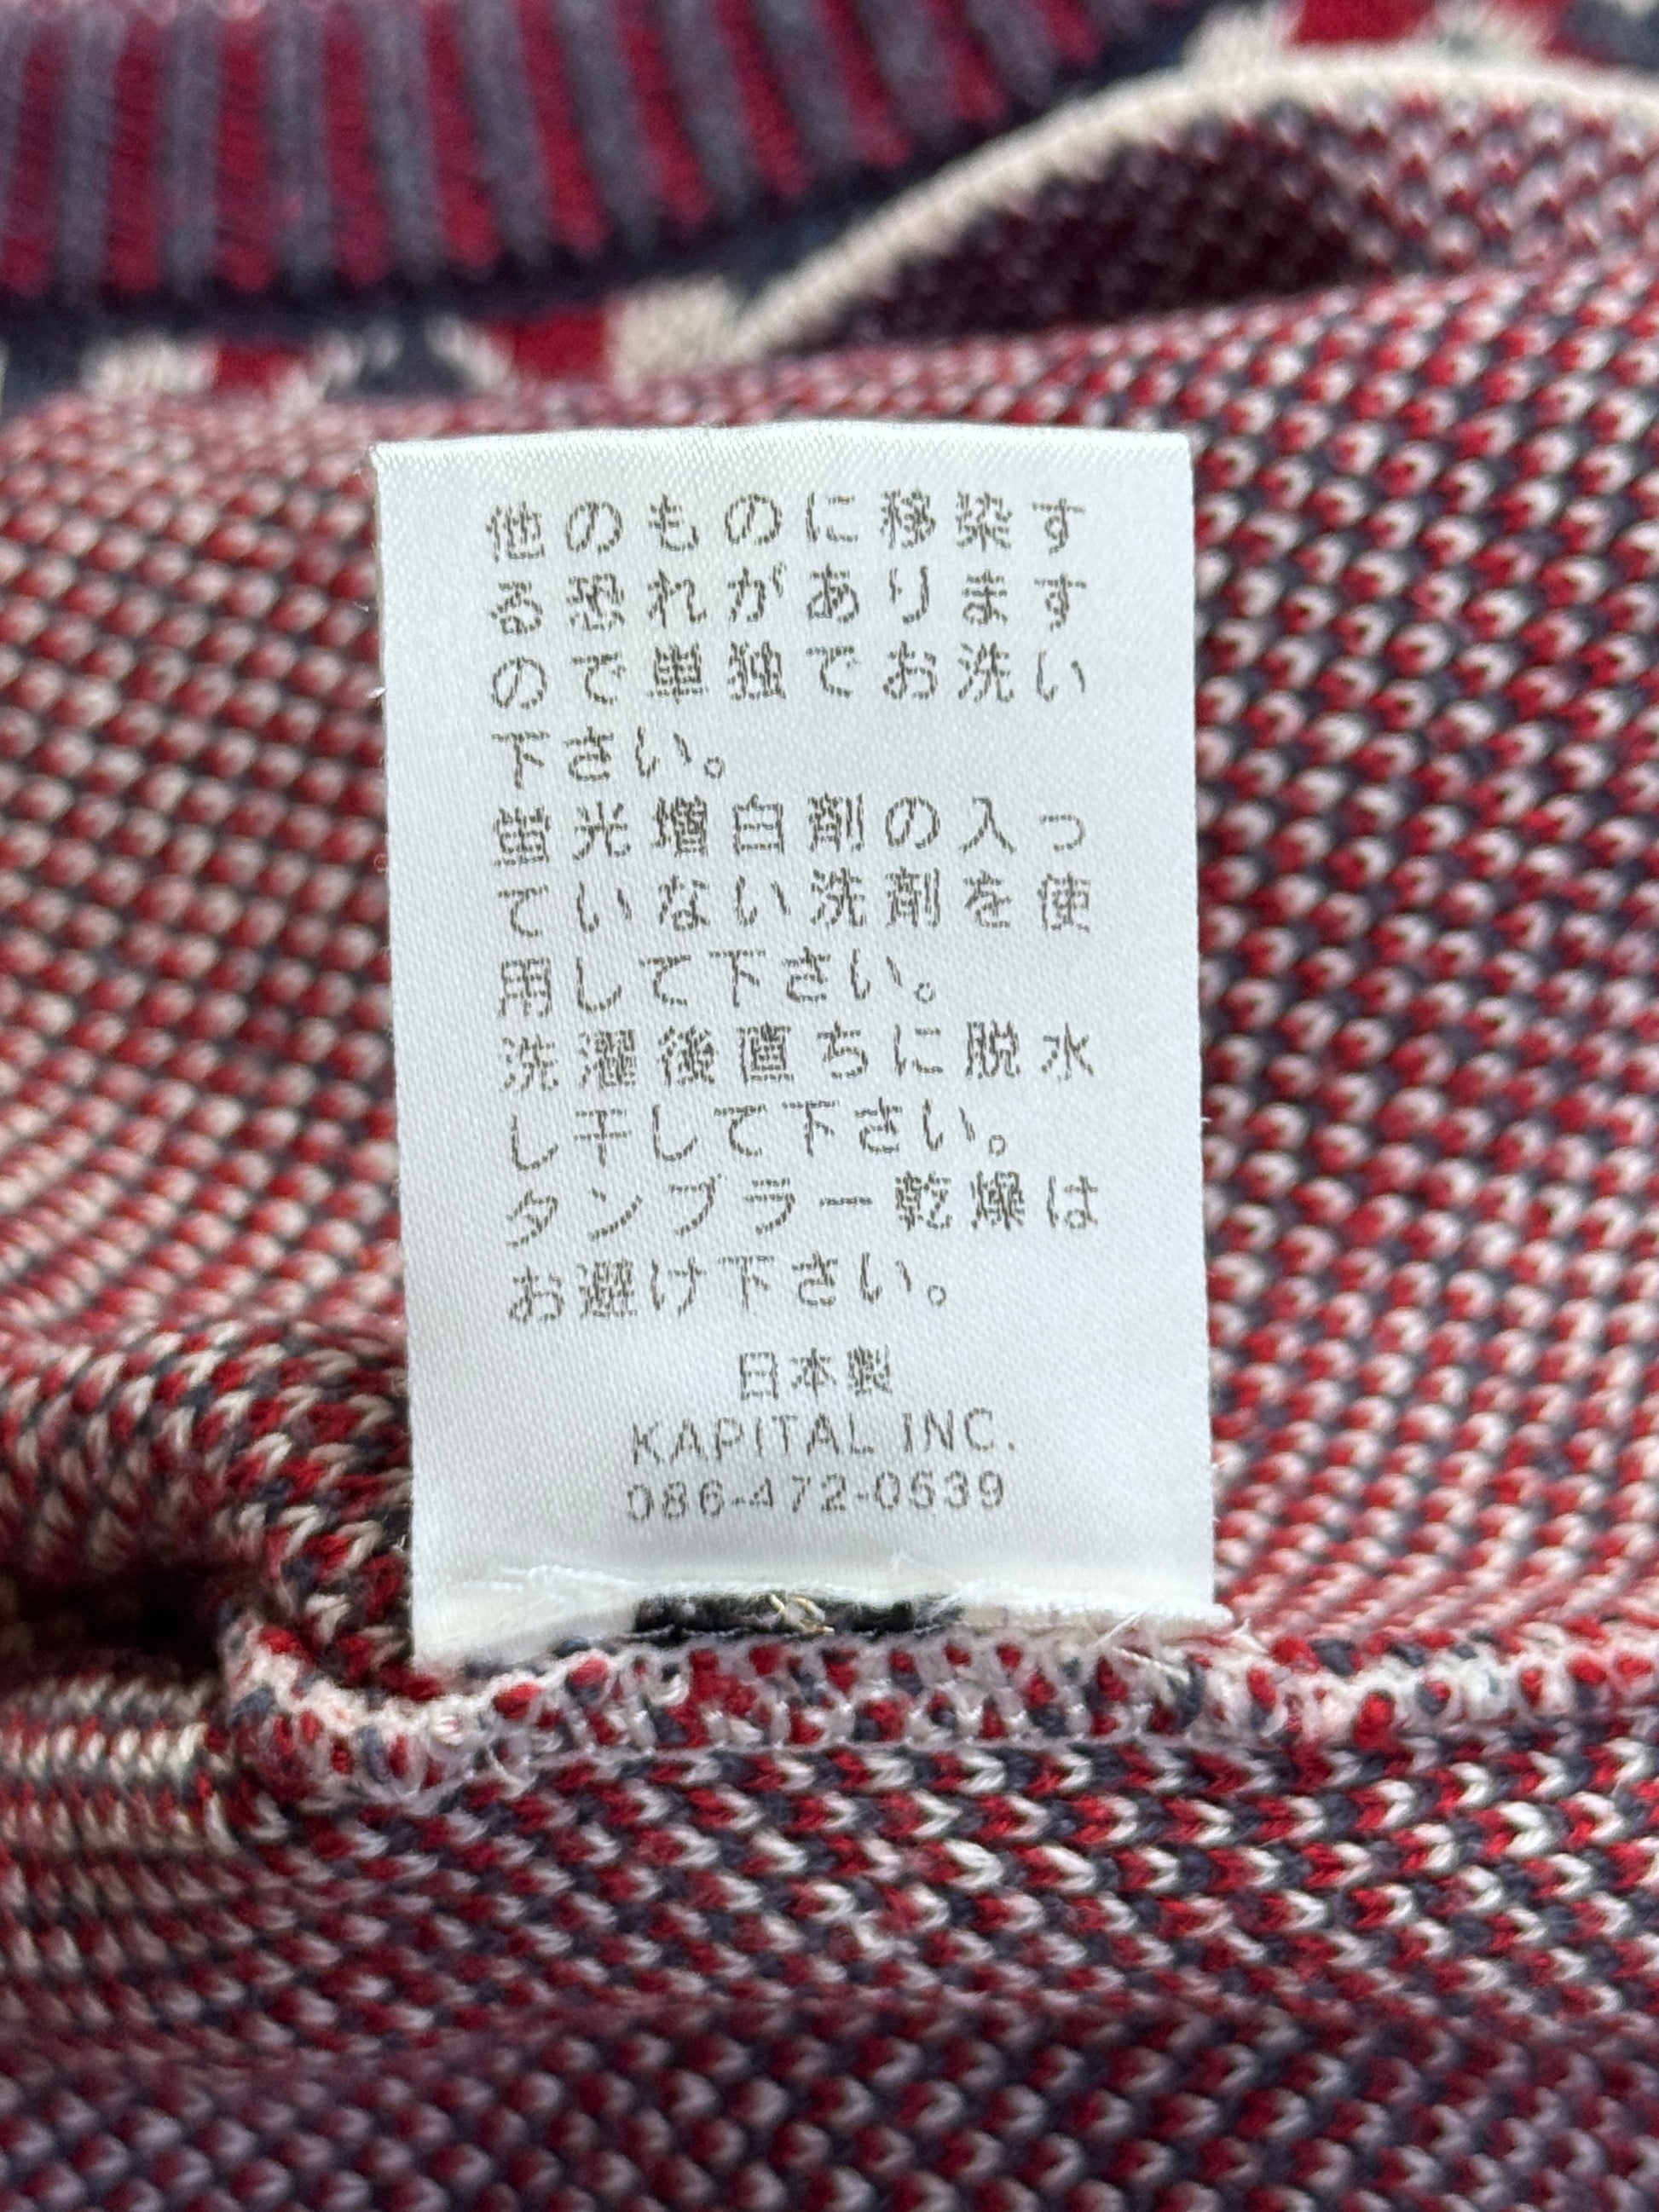 他のものに移染す
る恐れがあります
ので単独でお洗い
下さい。
蛍光増白剤の入っ
ていない洗剤を使
用して下さい。
洗濯後直ちに脱水
し干して下さい。
タンブラー乾燥は
お避け下さい。
日本製
KAPITAL INC.
086-472-0539